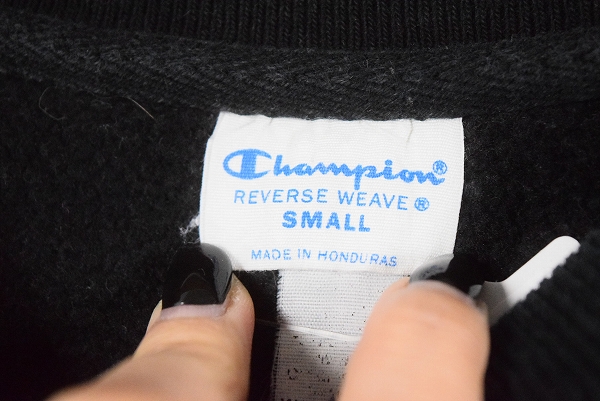 Champion®
REVERSE WEAVE®
SMALL
MADE IN HONDURAS